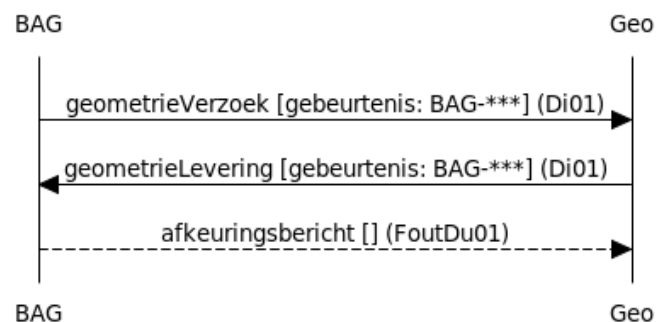 BAG Geo
geometrieVerzoek [gebeurtenis: BAG-***] (Di01)
geometrieLevering [gebeurtenis: BAG-***] (Di01)
afkeuringsbericht [] (FoutDu01)
BAG Geo